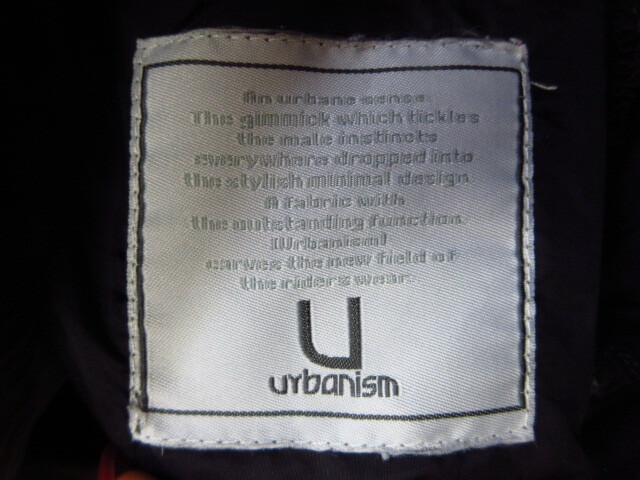 An urbane sense.
The gimmick which tickles
the male instincts
everywhere dropped into
the stylish minimal design
A fabric with
the outstanding function
[Urbanism]
carves the new field of
the riders wear.
U
urbanism